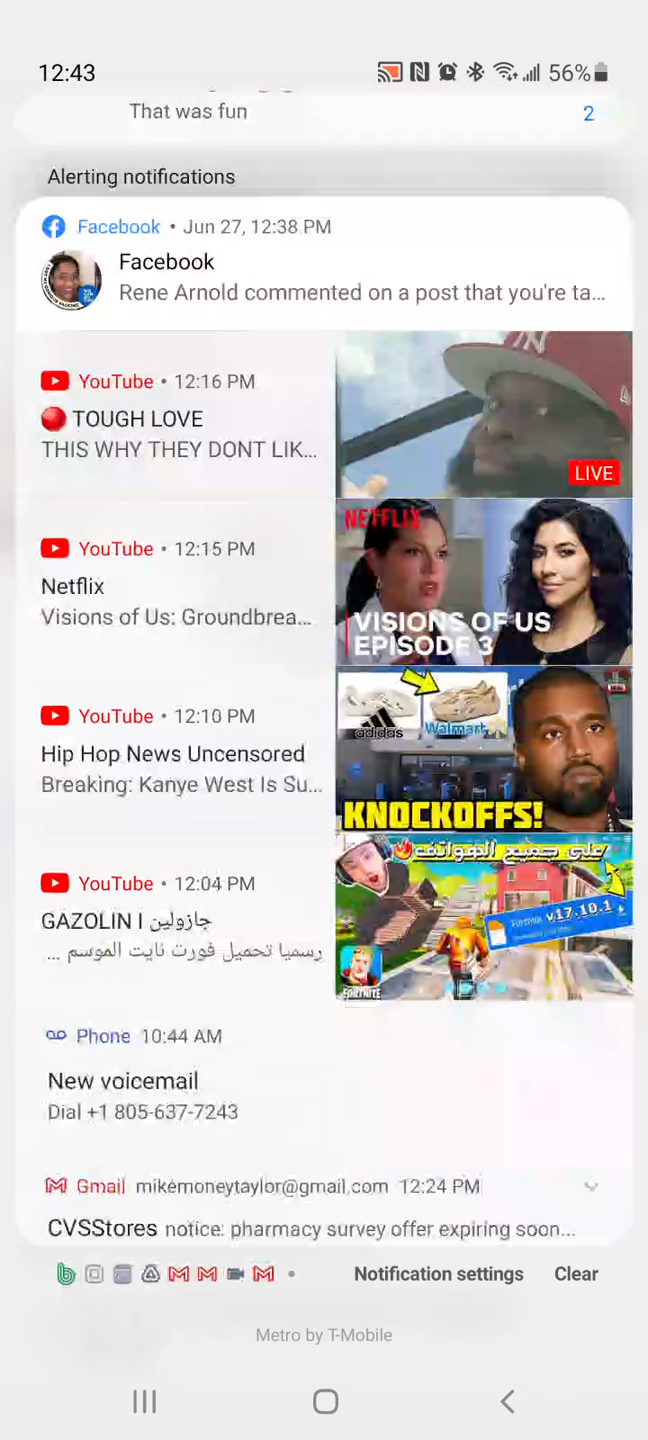 12:43
56%
That was fun
2
Alerting notifications
Facebook • Jun 27, 12:38 PM
Facebook
Rene Arnold commented on a post that you're ta...
YouTube • 12:16 PM
🔴 TOUGH LOVE
THIS WHY THEY DONT LIK...
LIVE
YouTube • 12:15 PM
Netflix
Visions of Us: Groundbrea...
NETFLIX
VISIONS OF US
EPISODE 3
YouTube • 12:10 PM
Hip Hop News Uncensored
Breaking: Kanye West Is Su...
adidas
Walmart
KNOCKOFFS!
YouTube • 12:04 PM
GAZOLIN I جازولين
رسميا تحميل فورت نايت الموسم ...
على جميع الهواتف
v17.10.1
FORTNITE
Phone 10:44 AM
New voicemail
Dial +1 805-637-7243
Gmail mikemoneytaylor@gmail.com 12:24 PM
CVSStores notice: pharmacy survey offer expiring soon...
Notification settings
Clear
Metro by T-Mobile